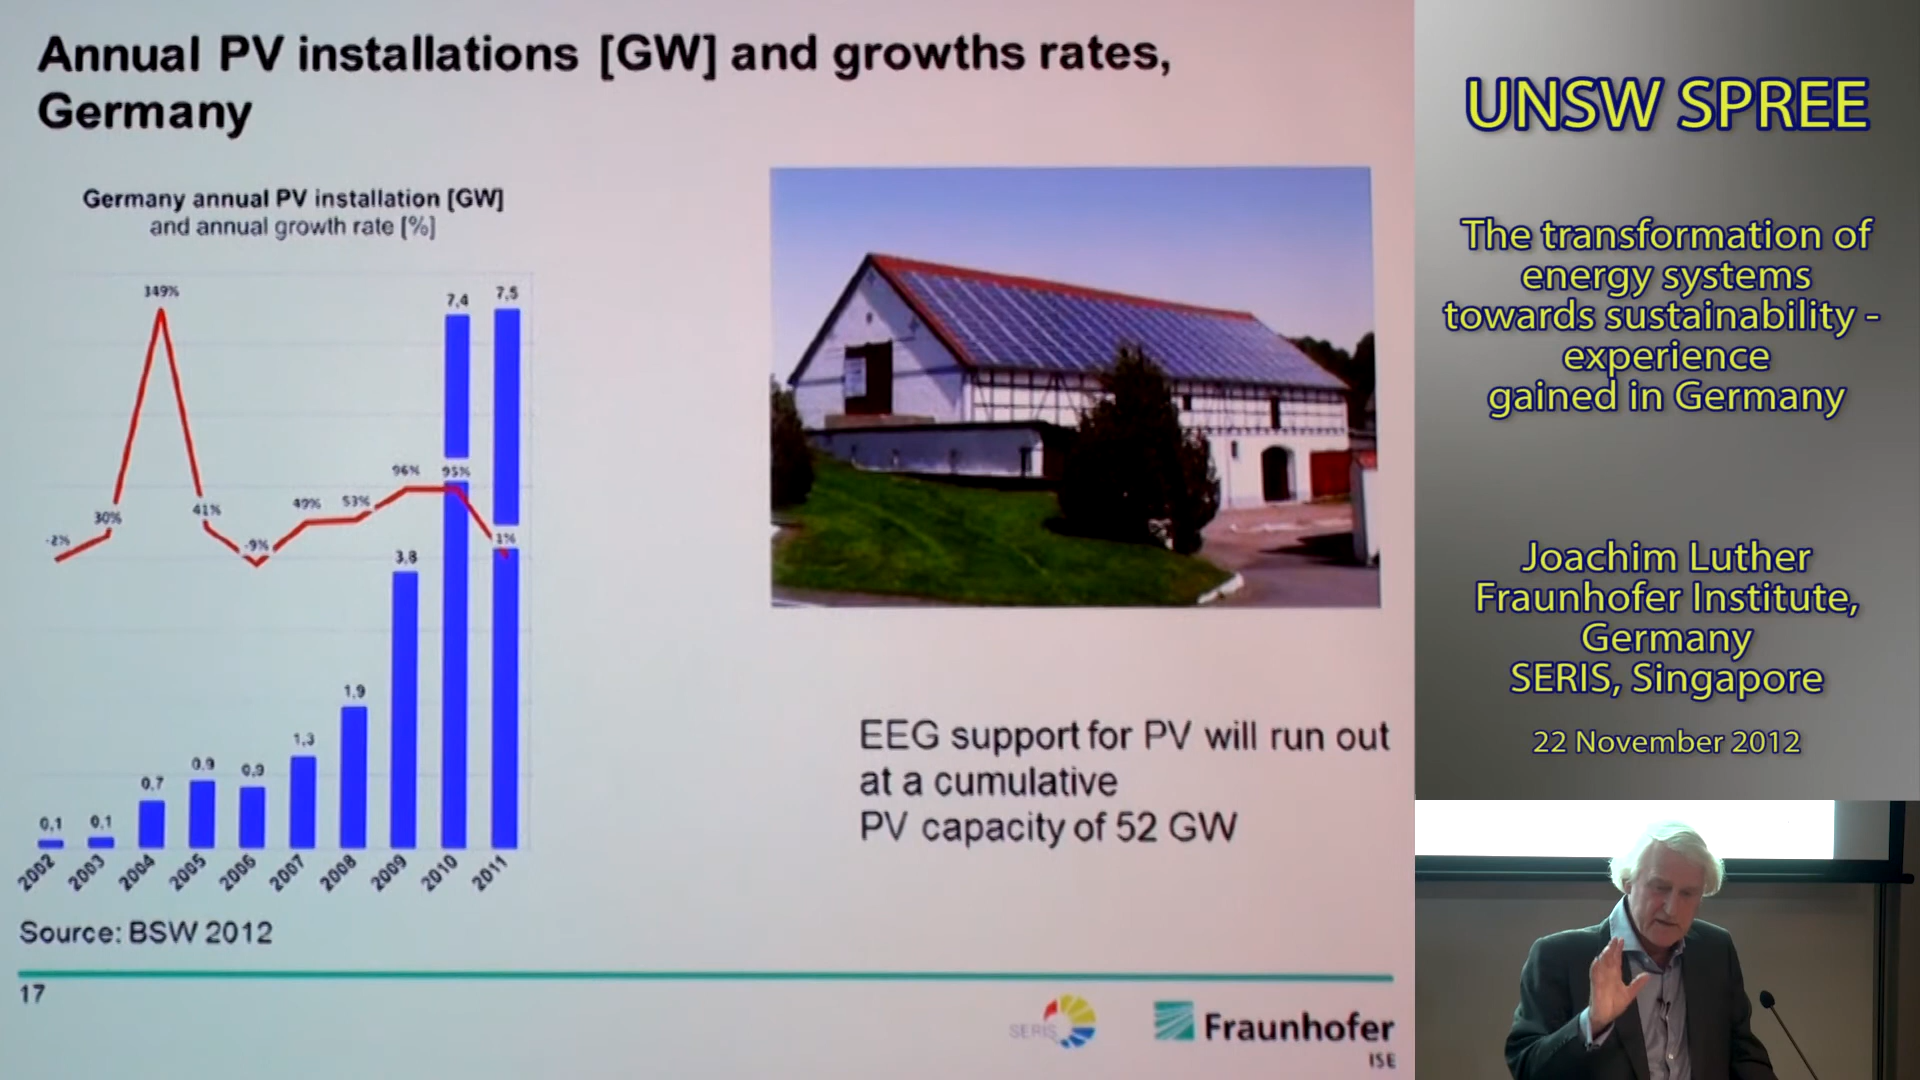 Annual PV installations [GW] and growths rates,
Germany
Germany annual PV installation [GW]
and annual growth rate [%]
349%
7,4
7,5
96%
95%
49%
53%
41%
30%
-2%
-9%
1%
3,8
1,9
1,3
0,9
0,9
0,7
0,1
0,1
2002
2003
2004
2005
2006
2007
2008
2009
2010
2011
EEG support for PV will run out
at a cumulative
PV capacity of 52 GW
Source: BSW 2012
17
SERIS
Fraunhofer
ISE
UNSW SPREE
The transformation of
energy systems
towards sustainability -
experience
gained in Germany
Joachim Luther
Fraunhofer Institute,
Germany
SERIS, Singapore
22 November 2012